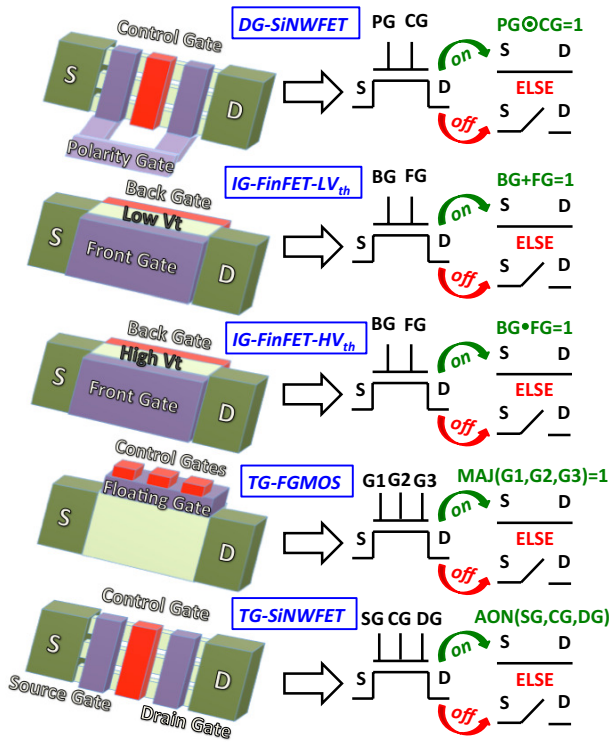 DG-SiNWFET
Control Gate
S
D
Polarity Gate
PG CG
S D
on
off
PG⊙CG=1
S D
ELSE
S D
IG-FinFET-LVth
Back Gate
Low Vt
S
Front Gate
D
BG FG
S D
on
off
BG+FG=1
S D
ELSE
S D
IG-FinFET-HVth
Back Gate
High Vt
S
Front Gate
D
BG FG
S D
on
off
BG•FG=1
S D
ELSE
S D
TG-FGMOS
Control Gates
Floating Gate
S
D
G1 G2 G3
S D
on
off
MAJ(G1,G2,G3)=1
S D
ELSE
S D
TG-SiNWFET
Control Gate
S
D
Source Gate
Drain Gate
SG CG DG
S D
on
off
AON(SG,CG,DG)
S D
ELSE
S D